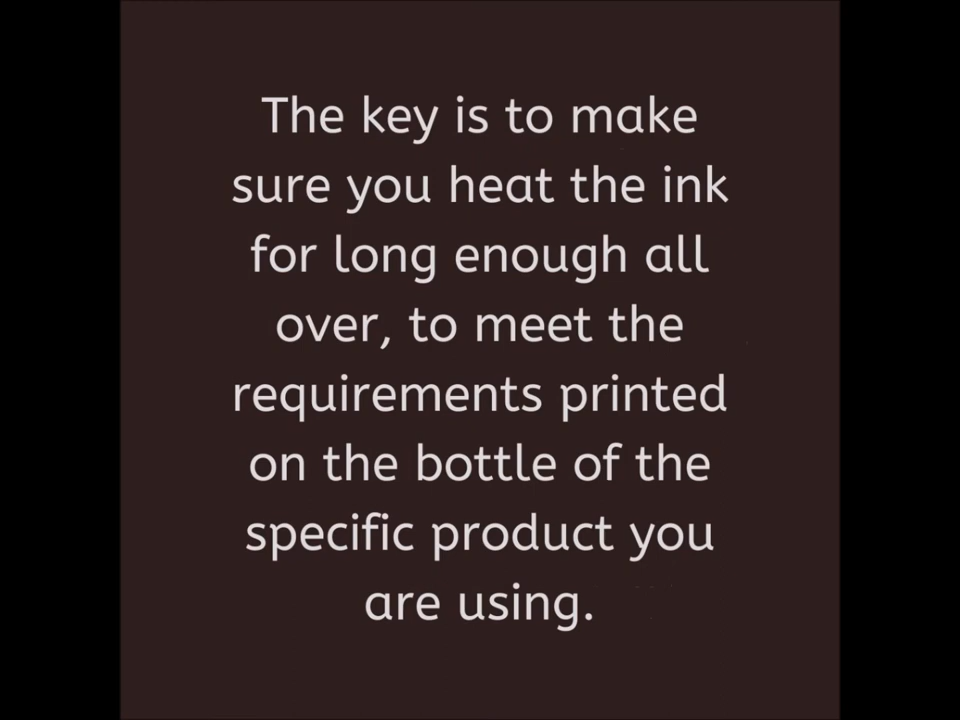 The key is to make
sure you heat the ink
for long enough all
over, to meet the
requirements printed
on the bottle of the
specific product you
are using.